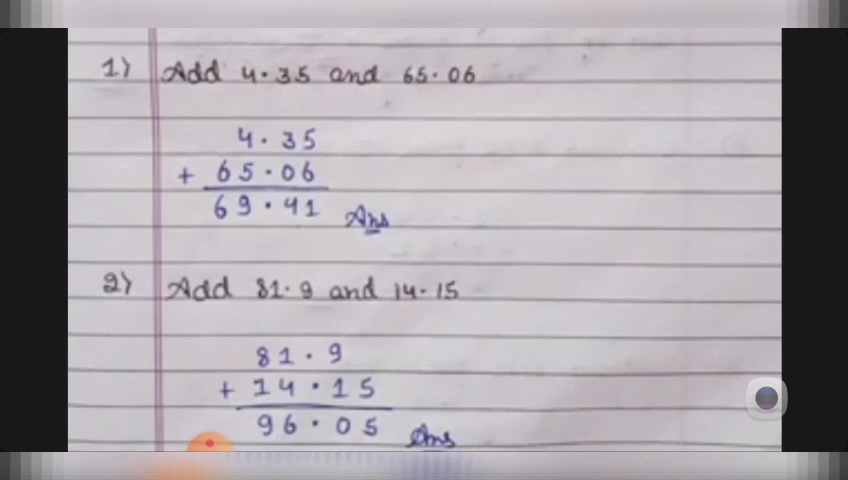 1) Add 4.35 and 65.06
4.35
+ 65.06
69.41 Ans
2) Add 81.9 and 14.15
81.9
+ 14.15
96.05 Ans